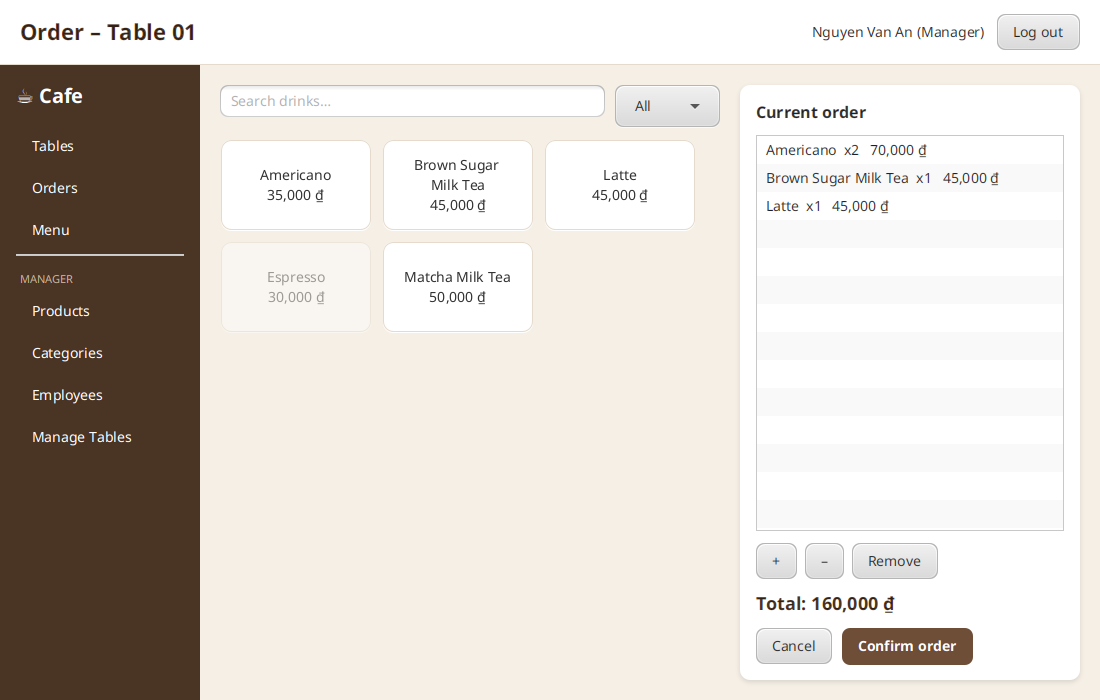 Order – Table 01
Nguyen Van An (Manager)
Log out
☕ Cafe
Tables
Orders
Menu
MANAGER
Products
Categories
Employees
Manage Tables
Search drinks...
All
Americano
35,000 ₫
Brown Sugar
Milk Tea
45,000 ₫
Latte
45,000 ₫
Espresso
30,000 ₫
Matcha Milk Tea
50,000 ₫
Current order
Americano  x2   70,000 ₫
Brown Sugar Milk Tea  x1   45,000 ₫
Latte  x1   45,000 ₫
+
–
Remove
Total: 160,000 ₫
Cancel
Confirm order